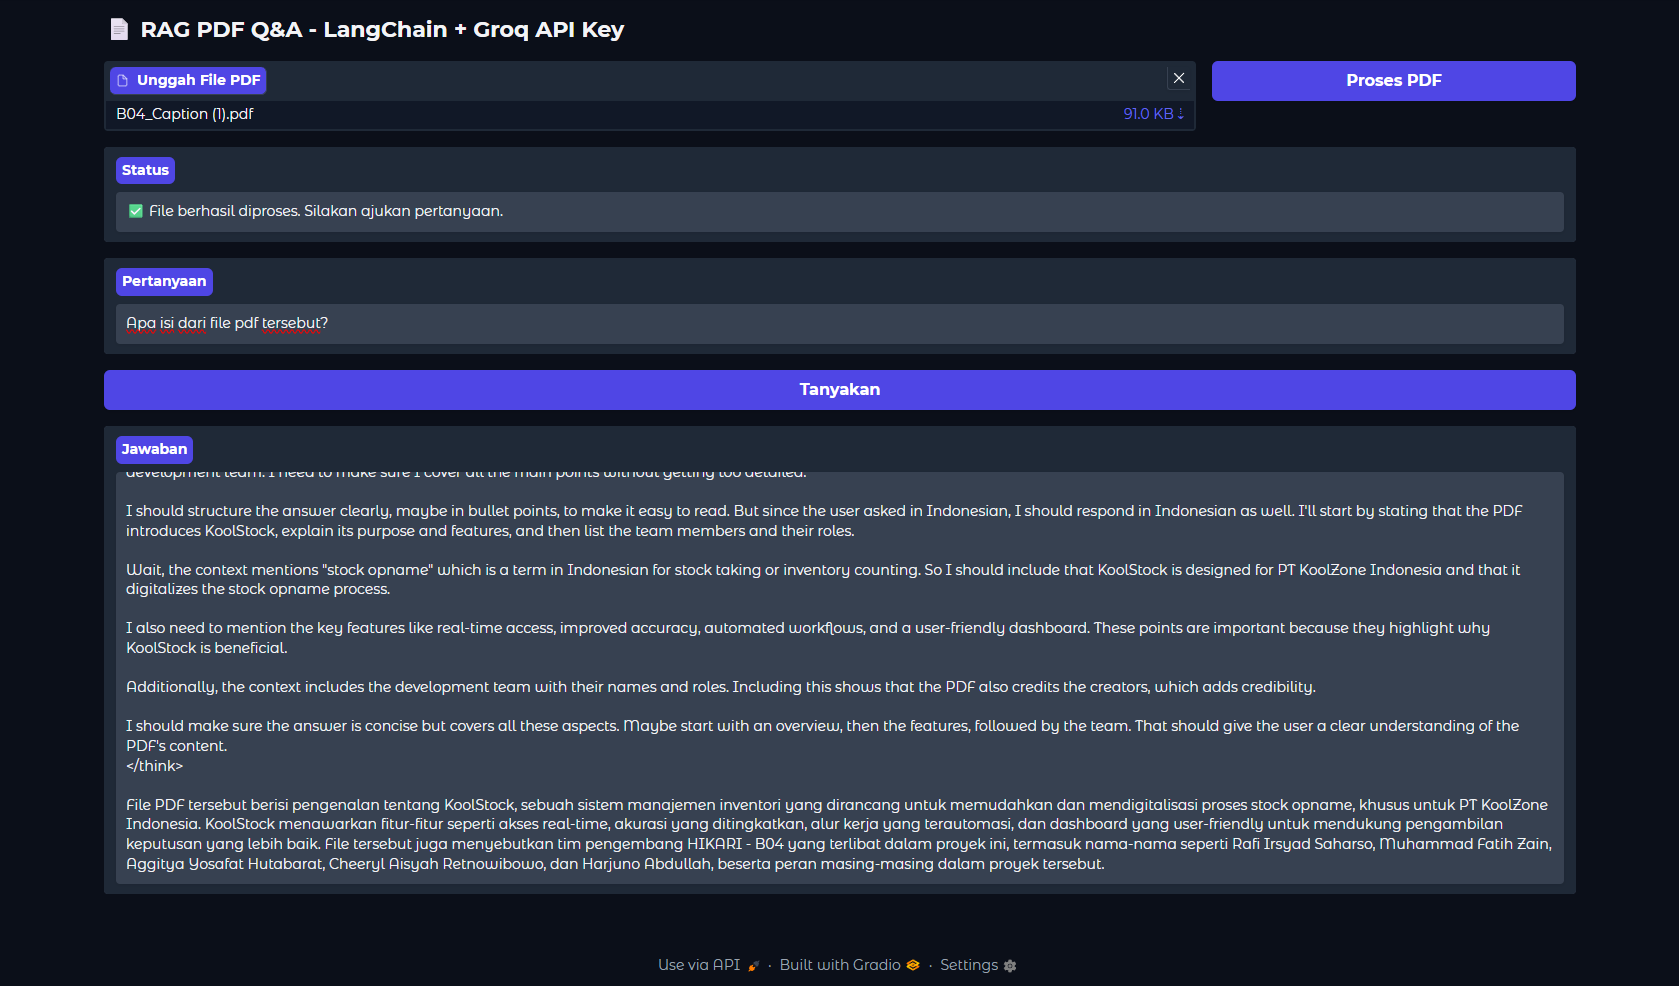 RAG PDF Q&A - LangChain + Groq API Key
Unggah File PDF
Proses PDF
B04_Caption (1).pdf
91.0 KB ⇣
Status
✅ File berhasil diproses. Silakan ajukan pertanyaan.
Pertanyaan
Apa isi dari file pdf tersebut?
Tanyakan
Jawaban
development team. I need to make sure I cover all the main points without getting too detailed.
I should structure the answer clearly, maybe in bullet points, to make it easy to read. But since the user asked in Indonesian, I should respond in Indonesian as well. I'll start by stating that the PDF
introduces KoolStock, explain its purpose and features, and then list the team members and their roles.
Wait, the context mentions "stock opname" which is a term in Indonesian for stock taking or inventory counting. So I should include that KoolStock is designed for PT KoolZone Indonesia and that it
digitalizes the stock opname process.
I also need to mention the key features like real-time access, improved accuracy, automated workflows, and a user-friendly dashboard. These points are important because they highlight why
KoolStock is beneficial.
Additionally, the context includes the development team with their names and roles. Including this shows that the PDF also credits the creators, which adds credibility.
I should make sure the answer is concise but covers all these aspects. Maybe start with an overview, then the features, followed by the team. That should give the user a clear understanding of the
PDF's content.
</think>
File PDF tersebut berisi pengenalan tentang KoolStock, sebuah sistem manajemen inventori yang dirancang untuk memudahkan dan mendigitalisasi proses stock opname, khusus untuk PT KoolZone
Indonesia. KoolStock menawarkan fitur-fitur seperti akses real-time, akurasi yang ditingkatkan, alur kerja yang terautomasi, dan dashboard yang user-friendly untuk mendukung pengambilan
keputusan yang lebih baik. File tersebut juga menyebutkan tim pengembang HIKARI - B04 yang terlibat dalam proyek ini, termasuk nama-nama seperti Rafi Irsyad Saharso, Muhammad Fatih Zain,
Aggitya Yosafat Hutabarat, Cheeryl Aisyah Retnowibowo, dan Harjuno Abdullah, beserta peran masing-masing dalam proyek tersebut.
Use via API · Built with Gradio · Settings